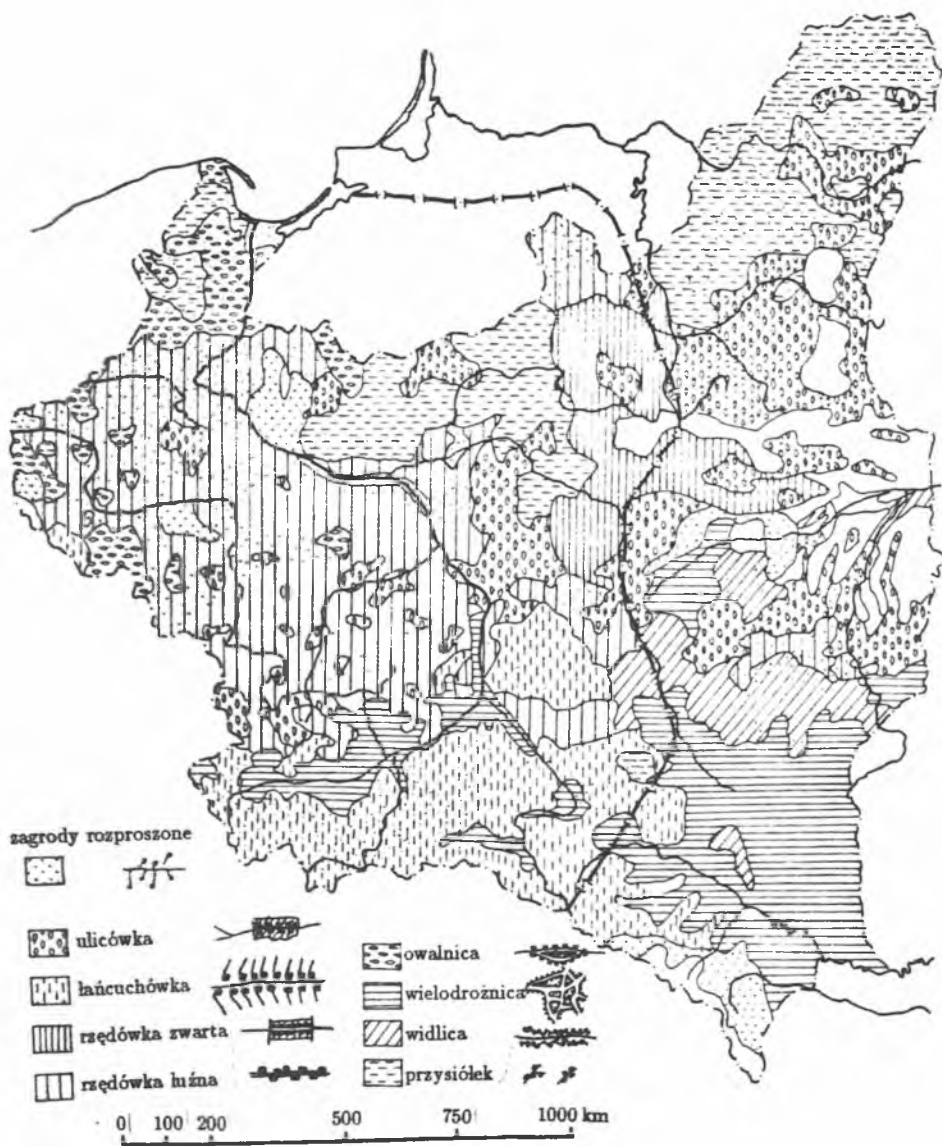 zagrody rozproszone
ulicówka
łańcuchówka
rzędówka zwarta
rzędówka luźna
owalnica
wielodrożnica
widlica
przysiółek
0 100 200 500 750 1000 km